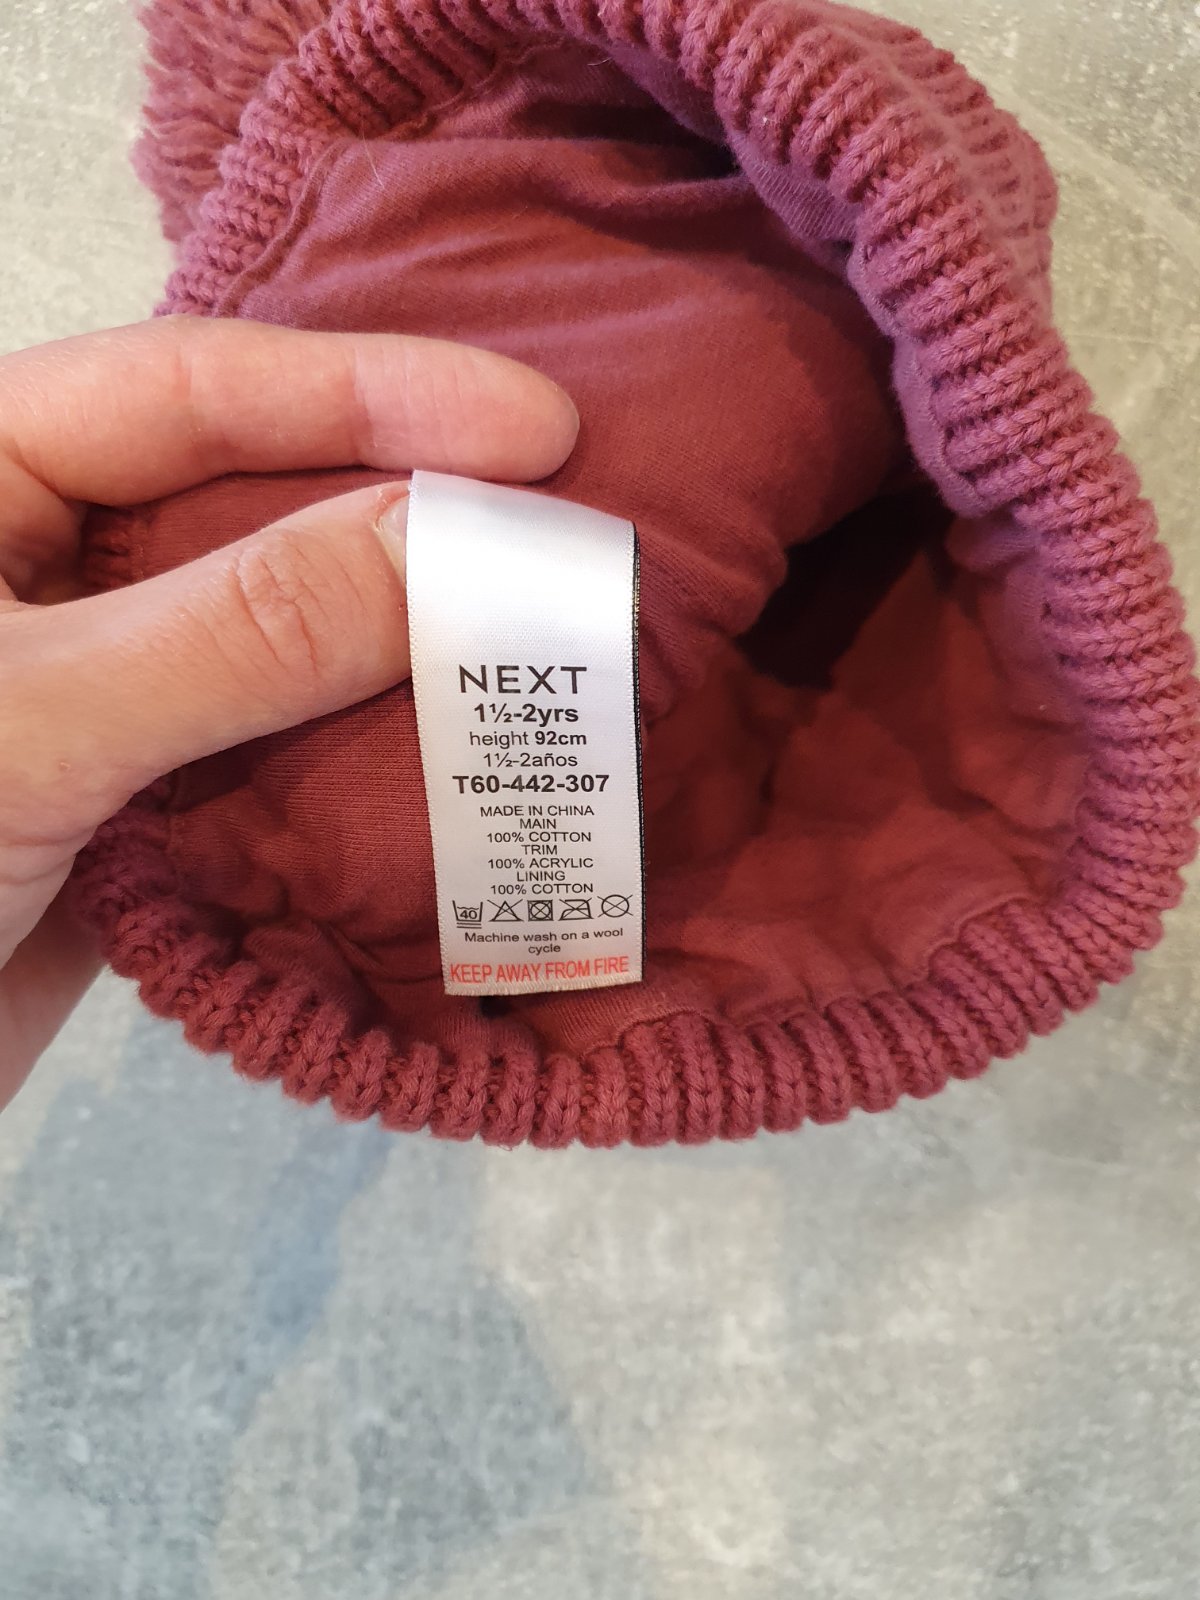 NEXT
1½-2yrs
height 92cm
1½-2años
T60-442-307
MADE IN CHINA
MAIN
100% COTTON
TRIM
100% ACRYLIC
LINING
100% COTTON
40
Machine wash on a wool
cycle
KEEP AWAY FROM FIRE